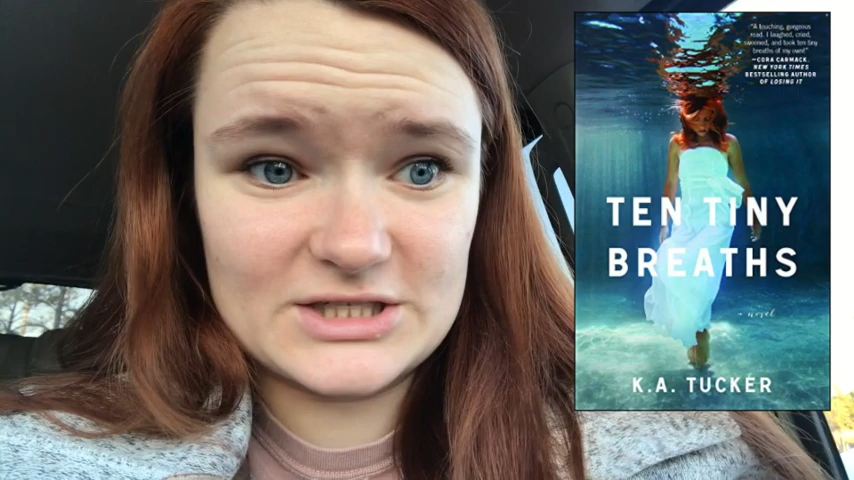 "A touching, gorgeous
read. I laughed, cried,
swooned, and took ten tiny
breaths of my own!"
—CORA CARMACK,
NEW YORK TIMES
BESTSELLING AUTHOR
OF LOSING IT
TEN TINY
BREATHS
a novel
K.A. TUCKER